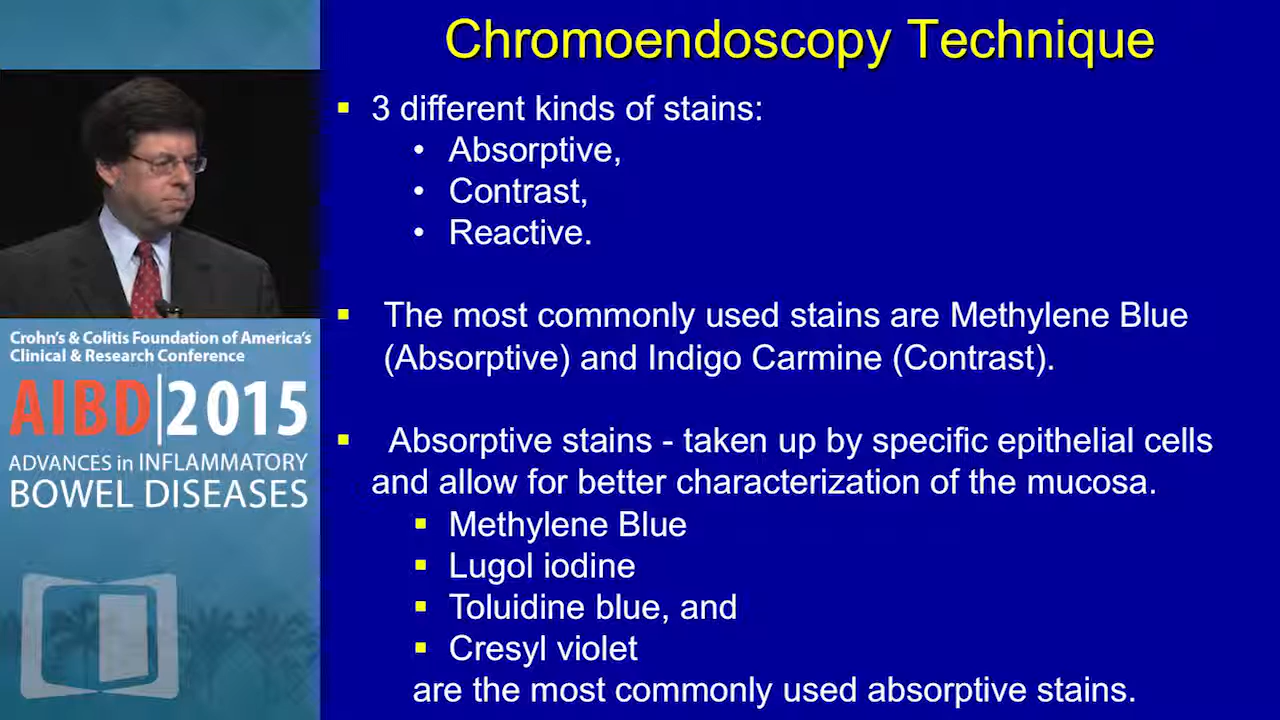 Chromoendoscopy Technique
▪ 3 different kinds of stains:
• Absorptive,
• Contrast,
• Reactive.
▪ The most commonly used stains are Methylene Blue
(Absorptive) and Indigo Carmine (Contrast).
▪ Absorptive stains - taken up by specific epithelial cells
and allow for better characterization of the mucosa.
▪ Methylene Blue
▪ Lugol iodine
▪ Toluidine blue, and
▪ Cresyl violet
are the most commonly used absorptive stains.
Crohn's & Colitis Foundation of America's
Clinical & Research Conference
AIBD|2015
ADVANCES in INFLAMMATORY
BOWEL DISEASES